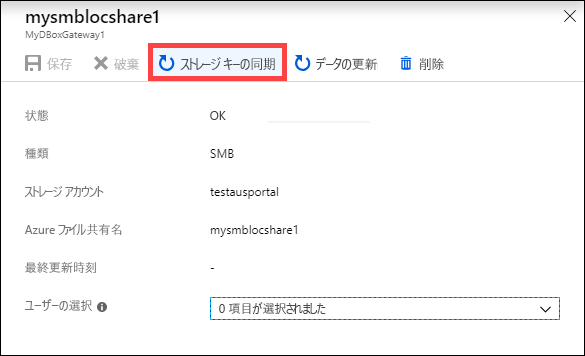 mysmblocshare1
MyDBoxGateway1
保存 破棄 ストレージ キーの同期 データの更新 削除
状態 OK
種類 SMB
ストレージ アカウント testausportal
Azure ファイル共有名 mysmblocshare1
最終更新時刻 -
ユーザーの選択 0 項目が選択されました